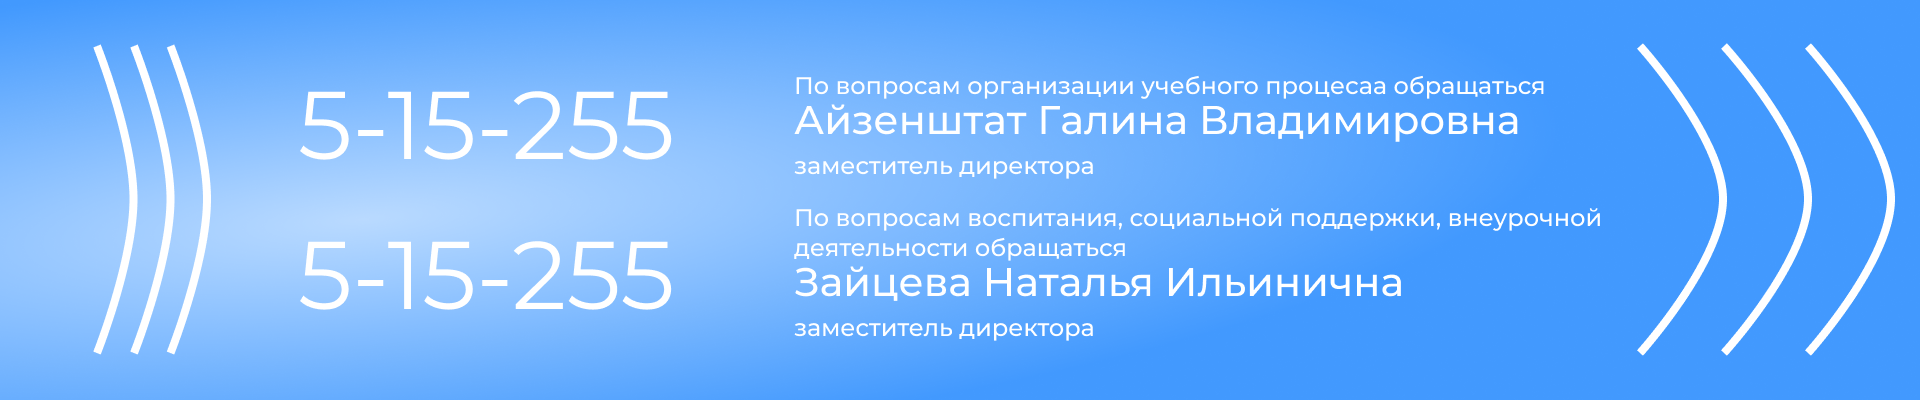 5-15-255
По вопросам организации учебного процесаа обращаться
Айзенштат Галина Владимировна
заместитель директора
5-15-255
По вопросам воспитания, социальной поддержки, внеурочной
деятельности обращаться
Зайцева Наталья Ильинична
заместитель директора